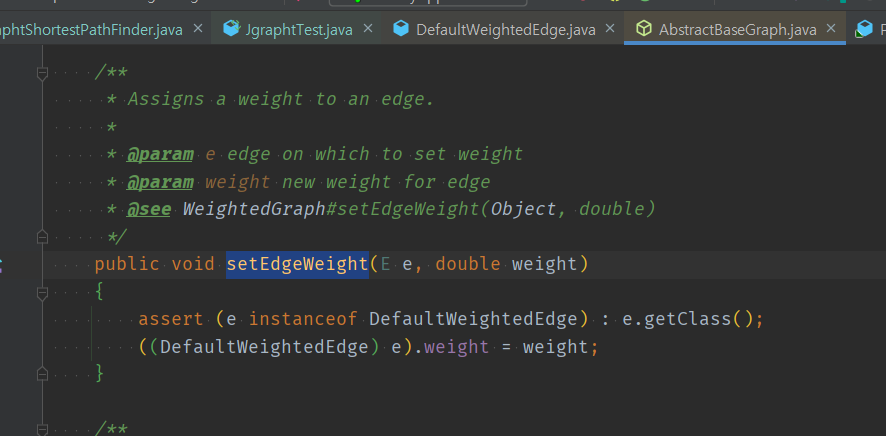 phtShortestPathFinder.java × JgraphtTest.java × DefaultWeightedEdge.java × AbstractBaseGraph.java ×
/**
* Assigns a weight to an edge.
*
* @param e edge on which to set weight
* @param weight new weight for edge
* @see WeightedGraph#setEdgeWeight(Object, double)
*/
public void setEdgeWeight(E e, double weight)
{
assert (e instanceof DefaultWeightedEdge) : e.getClass();
((DefaultWeightedEdge) e).weight = weight;
}
/**